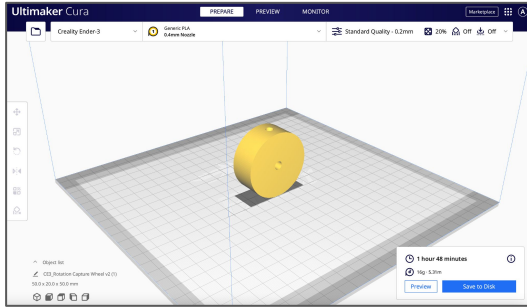 Ultimaker Cura
PREPARE
PREVIEW
MONITOR
Marketplace
A
Creality Ender-3
1
Generic PLA
0.4mm Nozzle
Standard Quality - 0.2mm
20%
Off
Off
Object list
CE3_Rotation Capture Wheel v2 (1)
50.0 x 20.0 x 50.0 mm
1 hour 48 minutes
16g · 5.31m
Preview
Save to Disk